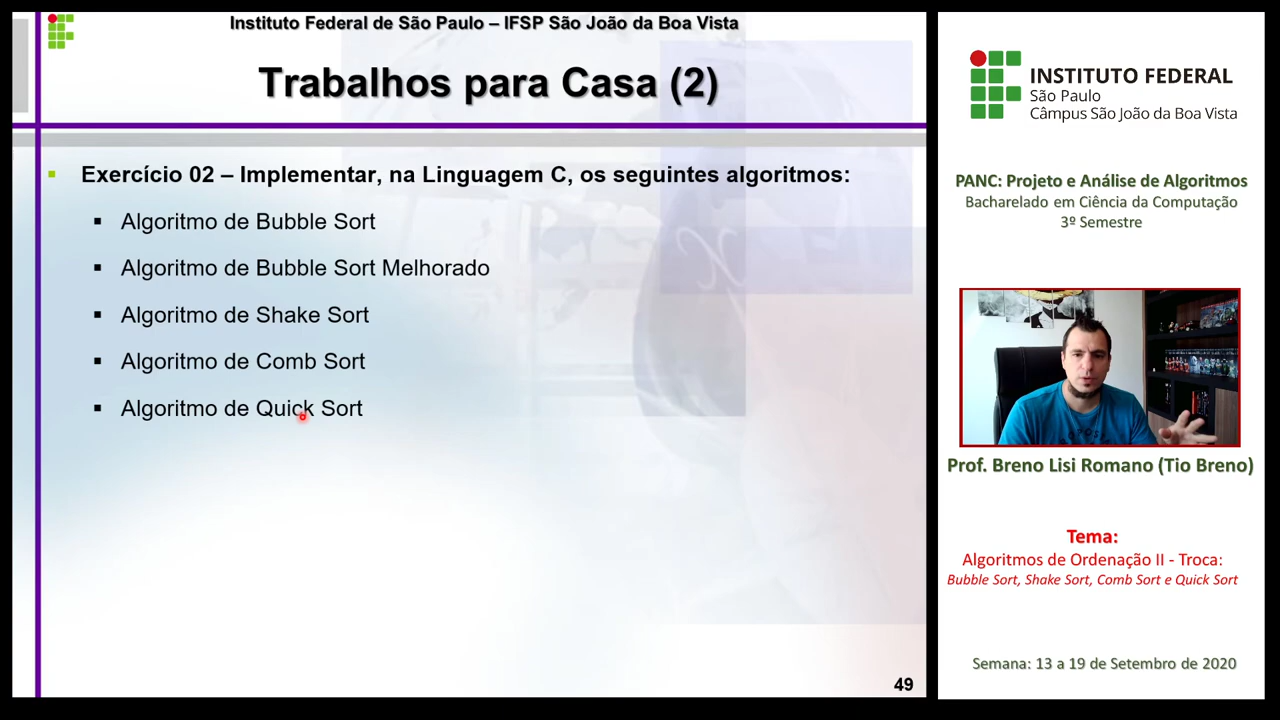 Instituto Federal de São Paulo – IFSP São João da Boa Vista
Trabalhos para Casa (2)
Exercício 02 – Implementar, na Linguagem C, os seguintes algoritmos:
Algoritmo de Bubble Sort
Algoritmo de Bubble Sort Melhorado
Algoritmo de Shake Sort
Algoritmo de Comb Sort
Algoritmo de Quick Sort
49
INSTITUTO FEDERAL
São Paulo
Câmpus São João da Boa Vista
PANC: Projeto e Análise de Algoritmos
Bacharelado em Ciência da Computação
3º Semestre
Prof. Breno Lisi Romano (Tio Breno)
Tema:
Algoritmos de Ordenação II - Troca:
Bubble Sort, Shake Sort, Comb Sort e Quick Sort
Semana: 13 a 19 de Setembro de 2020